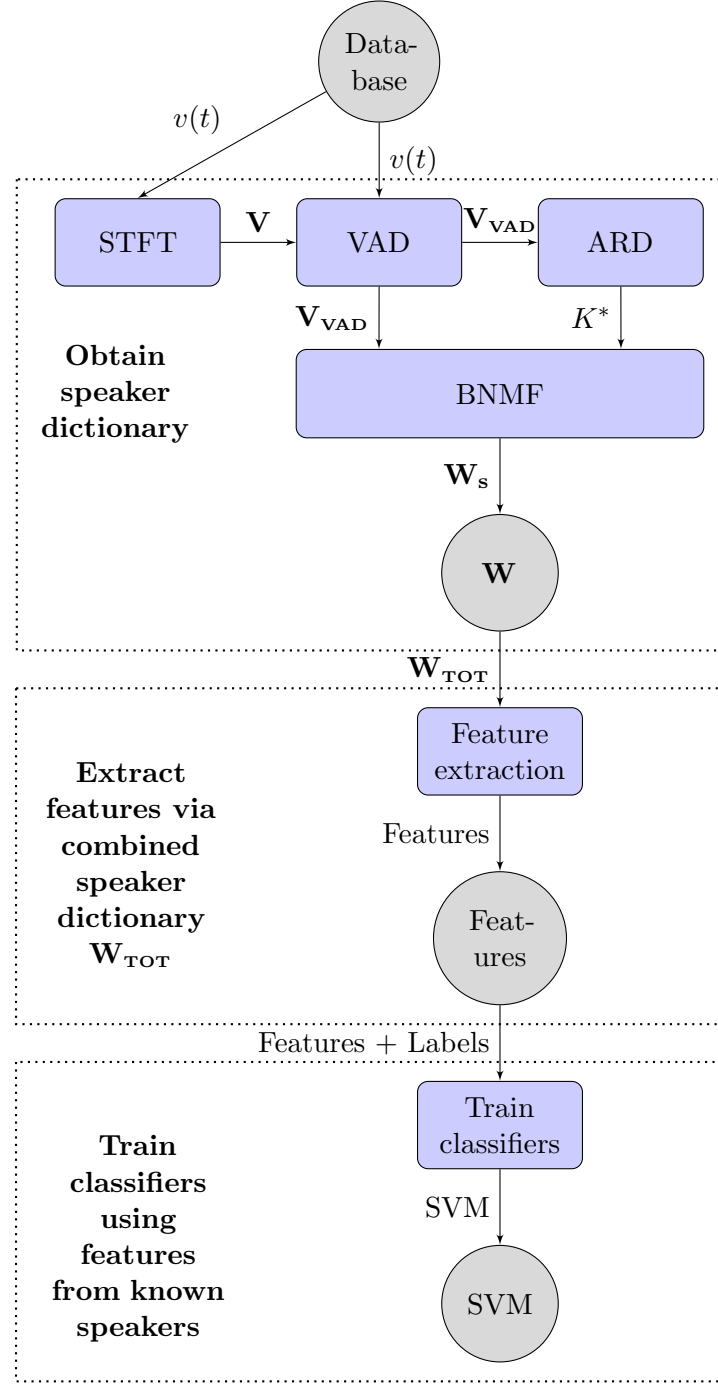 Data-
base
v(t)
v(t)
STFT
V
VAD
V_VAD
ARD
V_VAD
K*
Obtain
speaker
dictionary
BNMF
W_s
W
W_TOT
Feature
extraction
Extract
features via
combined
speaker
dictionary
W_TOT
Features
Feat-
ures
Features + Labels
Train
classifiers
Train
classifiers
using
features
from known
speakers
SVM
SVM